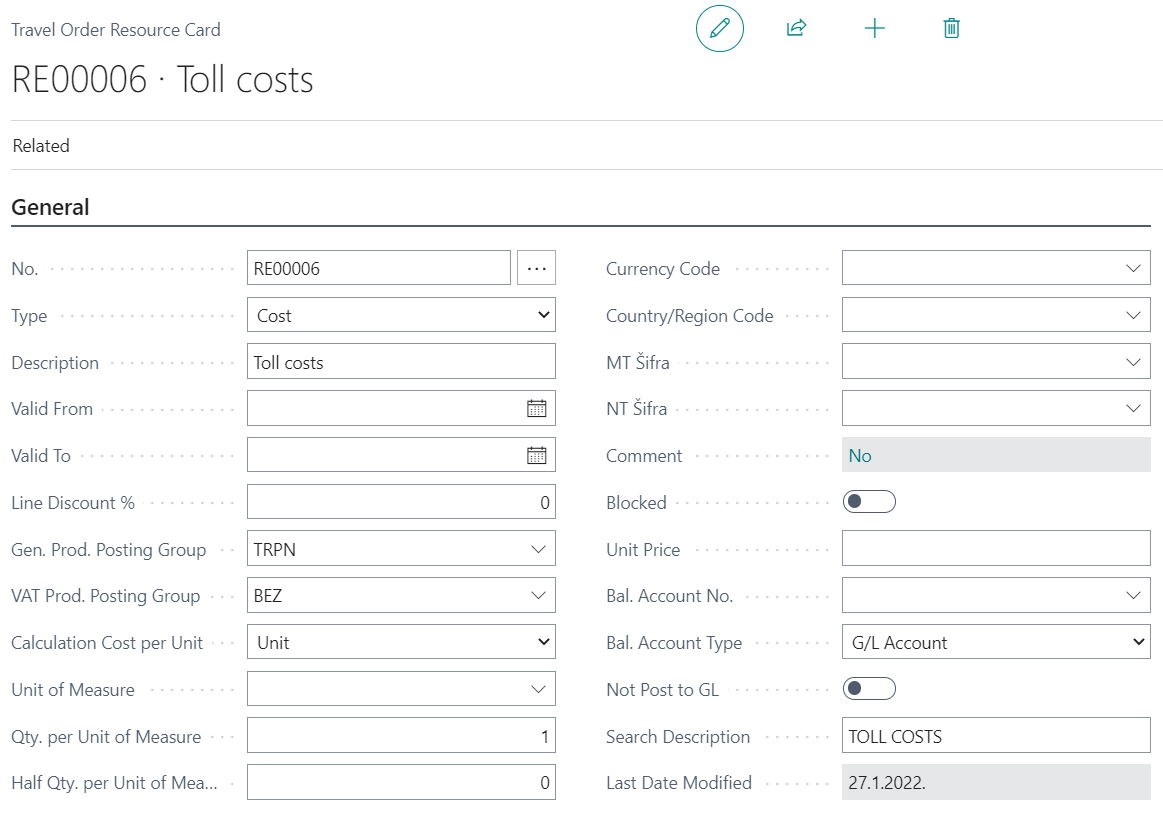 Travel Order Resource Card
RE00006 · Toll costs
Related
General
No.
RE00006
...
Type
Cost
Description
Toll costs
Valid From
Valid To
Line Discount %
0
Gen. Prod. Posting Group
TRPN
VAT Prod. Posting Group
BEZ
Calculation Cost per Unit
Unit
Unit of Measure
Qty. per Unit of Measure
1
Half Qty. per Unit of Mea...
0
Currency Code
Country/Region Code
MT Šifra
NT Šifra
Comment
No
Blocked
Unit Price
Bal. Account No.
Bal. Account Type
G/L Account
Not Post to GL
Search Description
TOLL COSTS
Last Date Modified
27.1.2022.